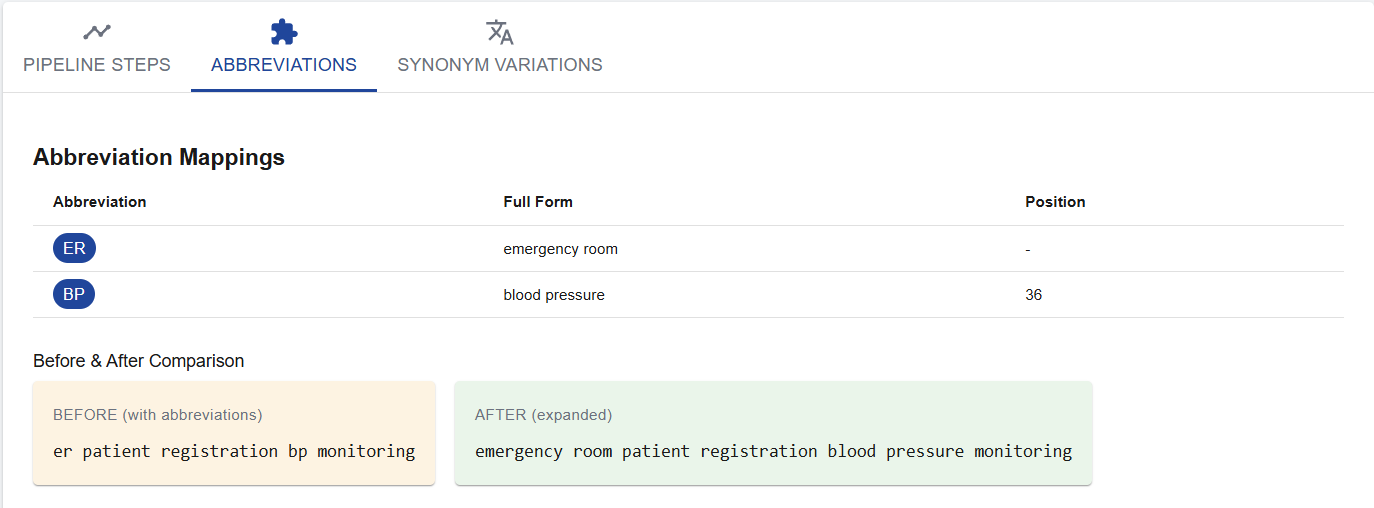 PIPELINE STEPS ABBREVIATIONS SYNONYM VARIATIONS
Abbreviation Mappings
Abbreviation Full Form Position
ER emergency room -
BP blood pressure 36
Before & After Comparison
BEFORE (with abbreviations)
er patient registration bp monitoring
AFTER (expanded)
emergency room patient registration blood pressure monitoring